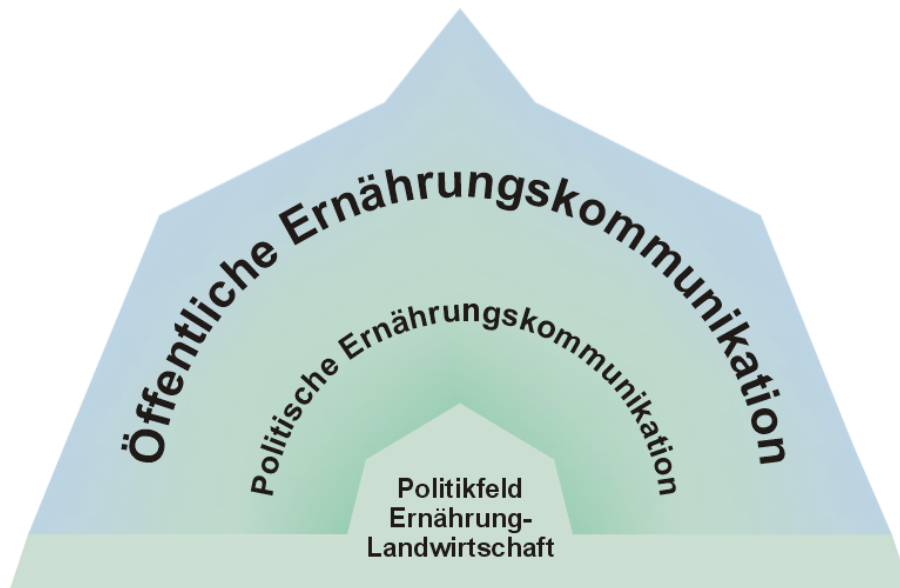 Öffentliche Ernährungskommunikation
Politische Ernährungskommunikation
Politikfeld
Ernährung-
Landwirtschaft